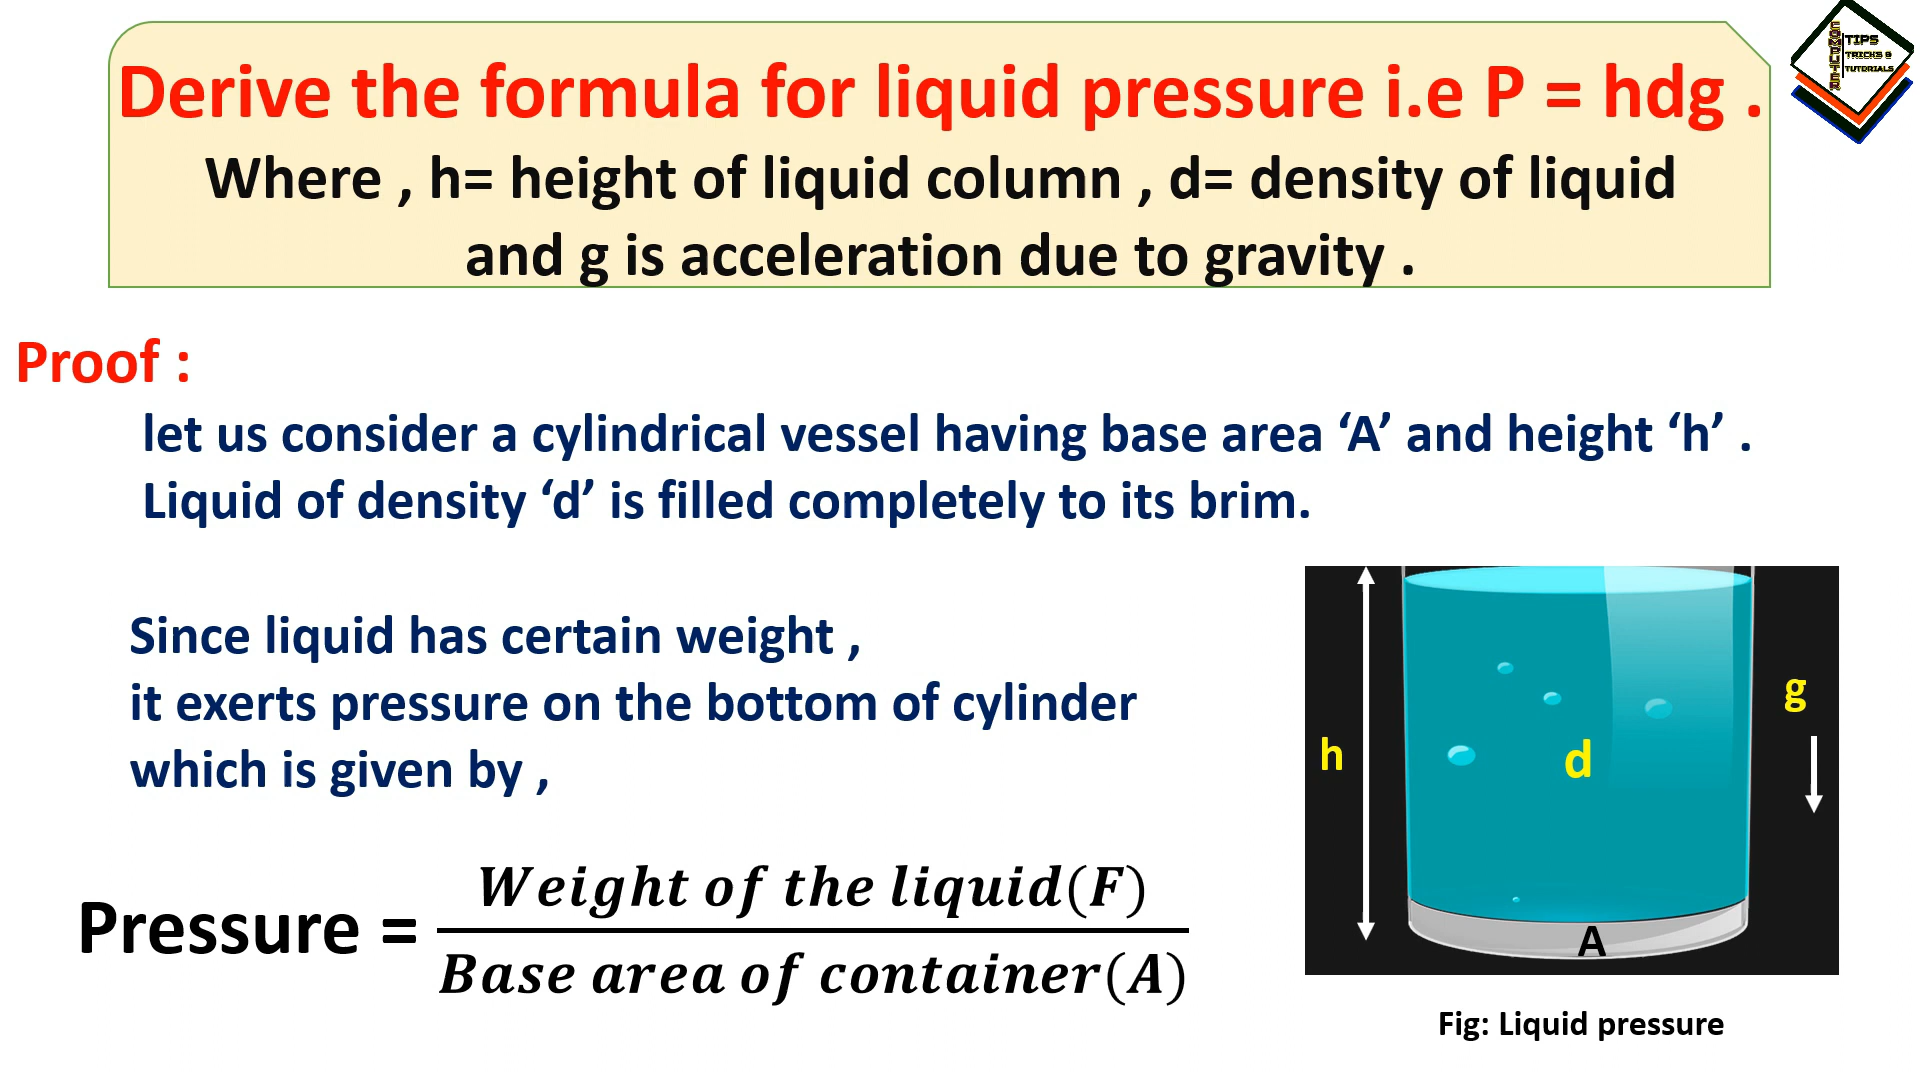 Derive the formula for liquid pressure i.e P = hdg .
Where , h= height of liquid column , d= density of liquid
and g is acceleration due to gravity .
COMPUTER
TIPS
TRICKS &
TUTORIALS
Proof :
let us consider a cylindrical vessel having base area ‘A’ and height ‘h’ .
Liquid of density ‘d’ is filled completely to its brim.
Since liquid has certain weight ,
it exerts pressure on the bottom of cylinder
which is given by ,
Pressure =
Weight of the liquid(F)
Base area of container(A)
h
d
g
A
Fig: Liquid pressure